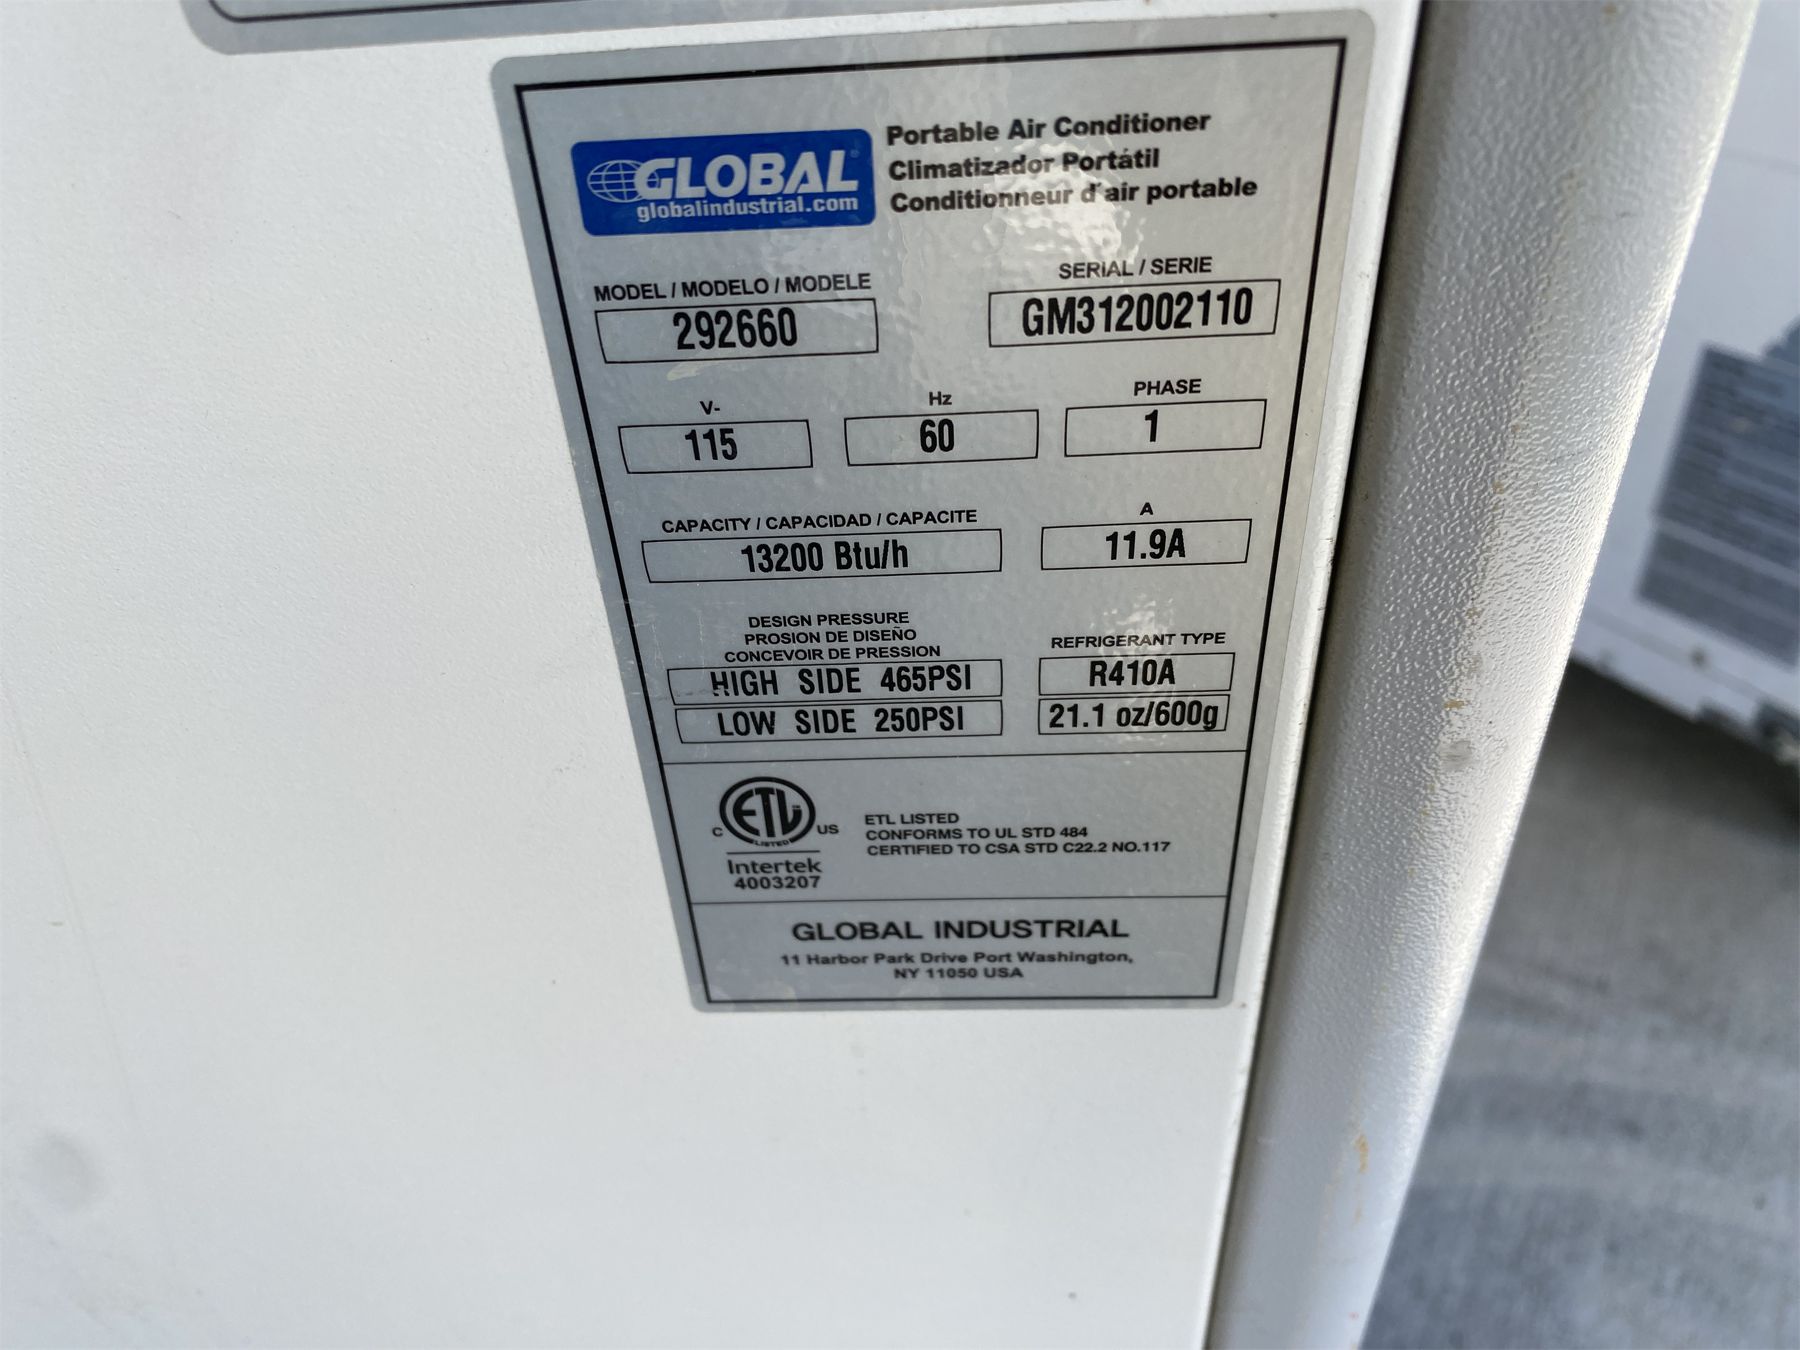 GLOBAL
globalindustrial.com
Portable Air Conditioner
Climatizador Portátil
Conditionneur d'air portable
MODEL / MODELO / MODELE
292660
SERIAL / SERIE
GM312002110
V-
115
Hz
60
PHASE
1
CAPACITY / CAPACIDAD / CAPACITE
13200 Btu/h
A
11.9A
DESIGN PRESSURE
PROSION DE DISEÑO
CONCEVOIR DE PRESSION
HIGH SIDE 465PSI
LOW SIDE 250PSI
REFRIGERANT TYPE
R410A
21.1 oz/600g
C ETL US
LISTED
Intertek
4003207
ETL LISTED
CONFORMS TO UL STD 484
CERTIFIED TO CSA STD C22.2 NO.117
GLOBAL INDUSTRIAL
11 Harbor Park Drive Port Washington,
NY 11050 USA